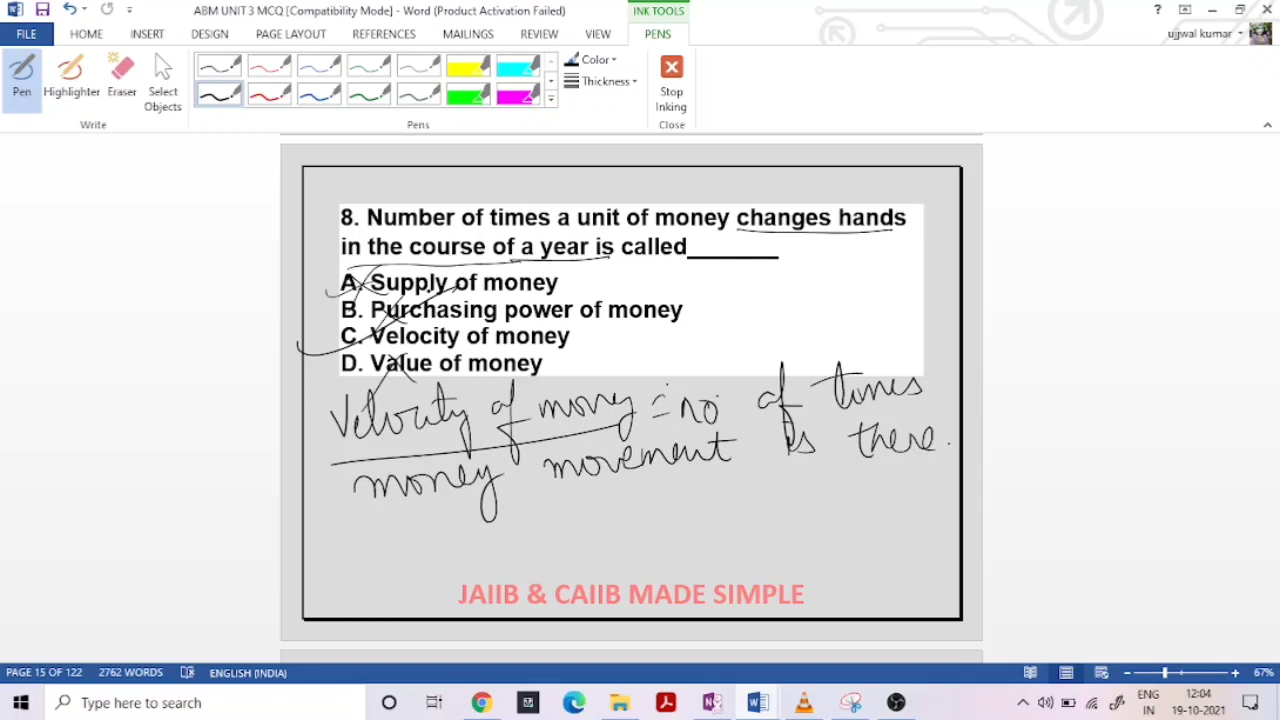 ABM UNIT 3 MCQ [Compatibility Mode] - Word (Product Activation Failed)
INK TOOLS
?
FILE
HOME
INSERT
DESIGN
PAGE LAYOUT
REFERENCES
MAILINGS
REVIEW
VIEW
PENS
ujjwal kumar
Pen
Highlighter
Eraser
Select
Objects
Color
Thickness
Stop
Inking
Write
Pens
Close
8. Number of times a unit of money changes hands
in the course of a year is called________
A. Supply of money
B. Purchasing power of money
C. Velocity of money
D. Value of money
Velocity of money = no of times
money movement is there.
JAIIB & CAIIB MADE SIMPLE
PAGE 15 OF 122
2762 WORDS
ENGLISH (INDIA)
67%
Type here to search
ENG
IN
12:04
19-10-2021